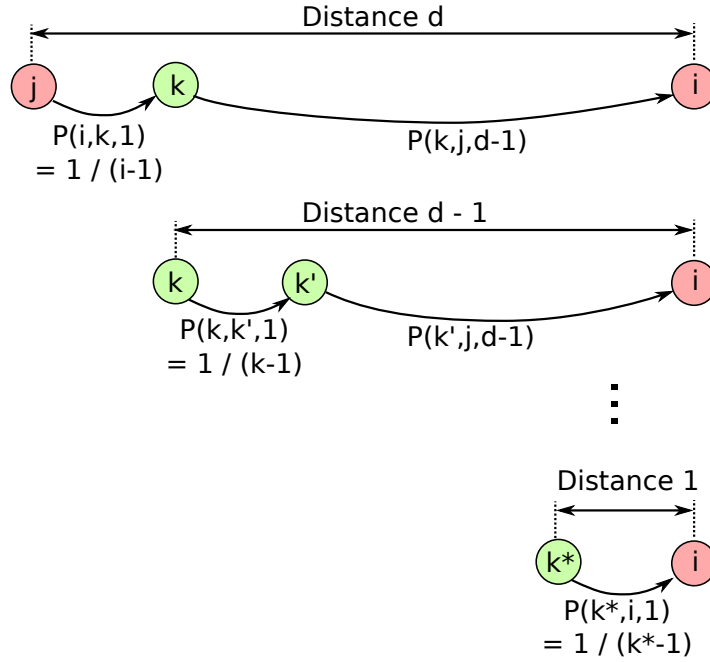 Distance d
j
k
i
P(i,k,1)
= 1 / (i-1)
P(k,j,d-1)
Distance d - 1
k
k'
i
P(k,k',1)
= 1 / (k-1)
P(k',j,d-1)
Distance 1
k*
i
P(k*,i,1)
= 1 / (k*-1)